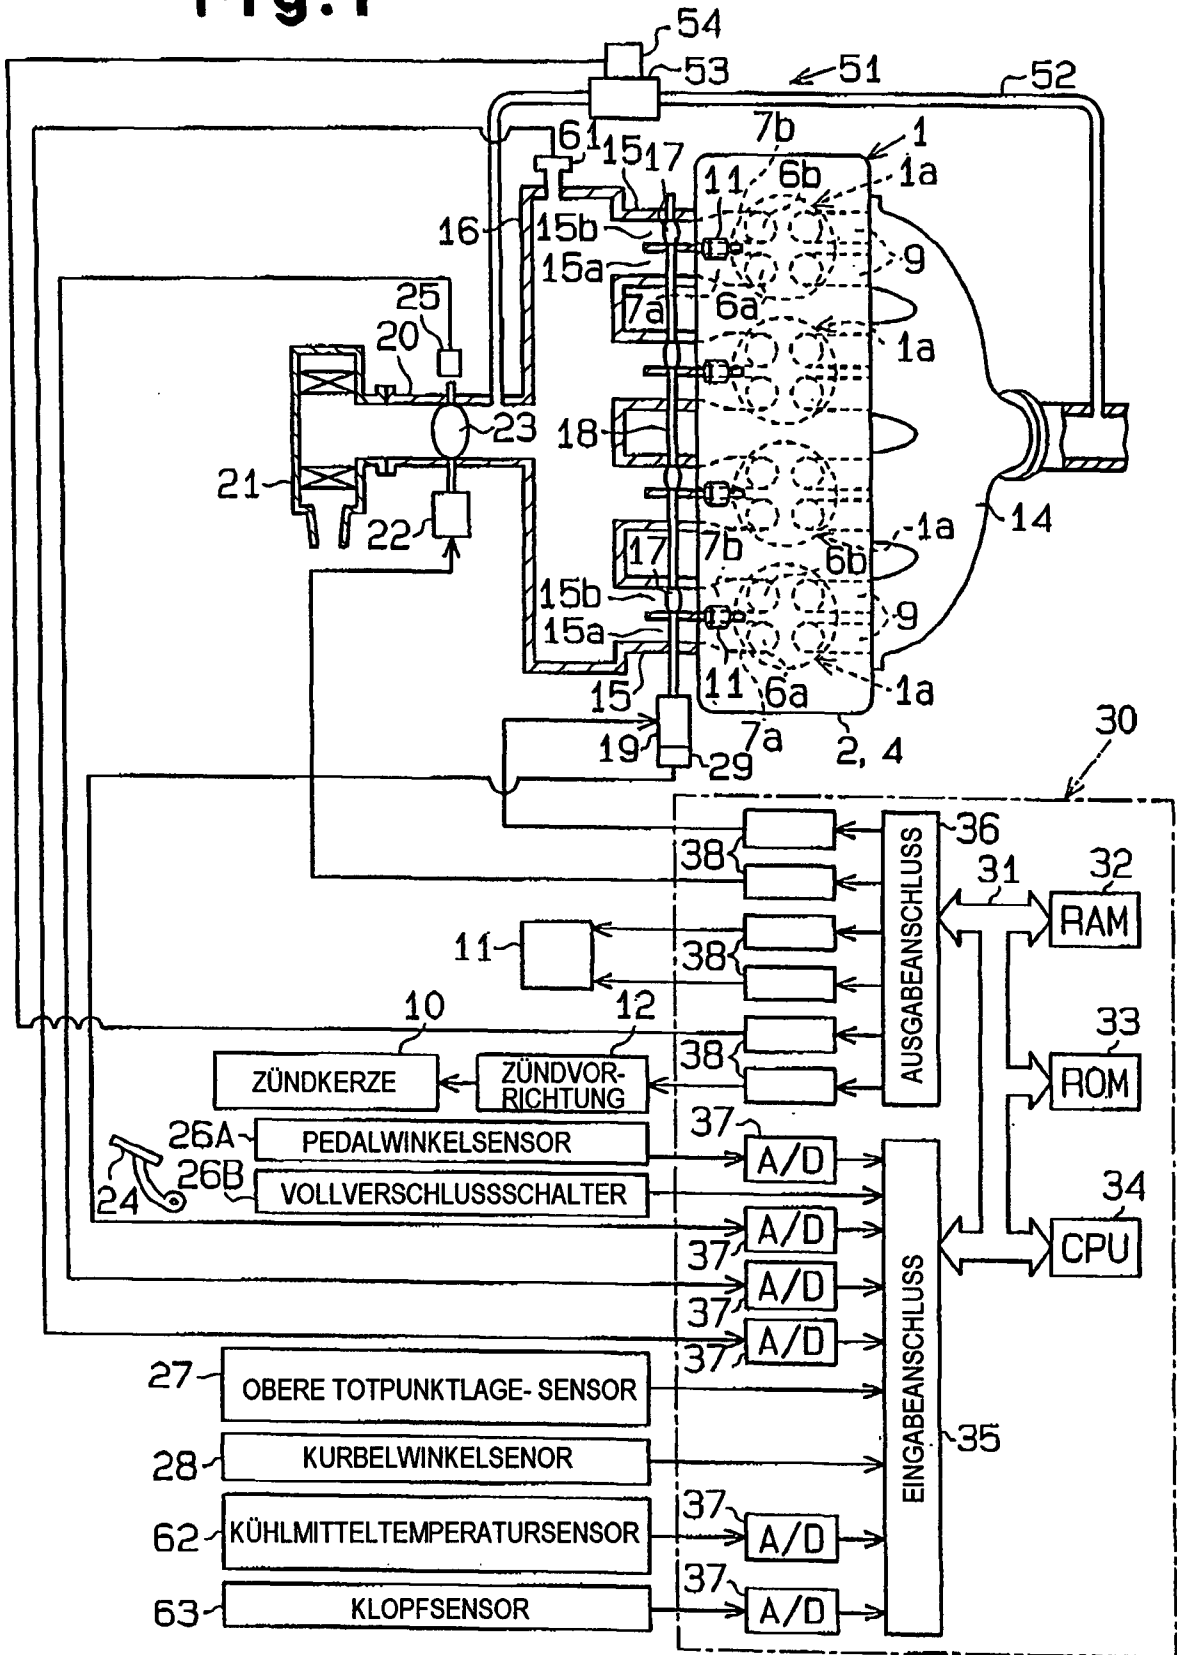 Fig.1
54
53
51
52
7b
1
61
15
17
11
6b
1a
16
15b
15a
9
7a
6a
25
20
1a
23
18
21
22
14
7b
1a
6b
17
15b
15a
9
15
11
6a
1a
7a
19
29
2, 4
30
36
38
31
32
RAM
11
38
AUSGABEANSCHLUSS
10
12
38
33
ZÜNDKERZE
ZÜNDVOR-
RICHTUNG
ROM
26A
PEDALWINKELSENSOR
37
A/D
24
26B
VOLLVERSCHLUSSSCHALTER
34
A/D
CPU
37
A/D
37
A/D
37
EINGABEANSCHLUSS
27
OBERE TOTPUNKTLAGE- SENSOR
28
KURBELWINKELSENOR
35
62
KÜHLMITTELTEMPERATURSENSOR
37
A/D
63
KLOPFSENSOR
37
A/D